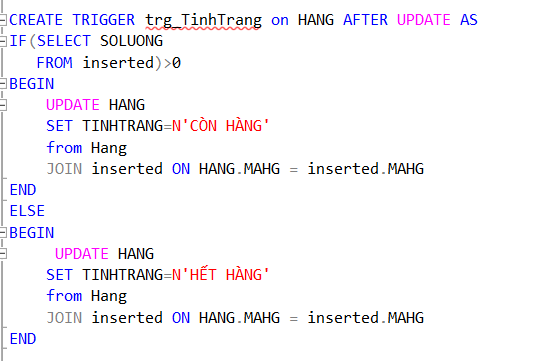 CREATE TRIGGER trg_TinhTrang on HANG AFTER UPDATE AS
IF(SELECT SOLUONG
FROM inserted)>0
BEGIN
UPDATE HANG
SET TINHTRANG=N'CÒN HÀNG'
from Hang
JOIN inserted ON HANG.MAHG = inserted.MAHG
END
ELSE
BEGIN
UPDATE HANG
SET TINHTRANG=N'HẾT HÀNG'
from Hang
JOIN inserted ON HANG.MAHG = inserted.MAHG
END